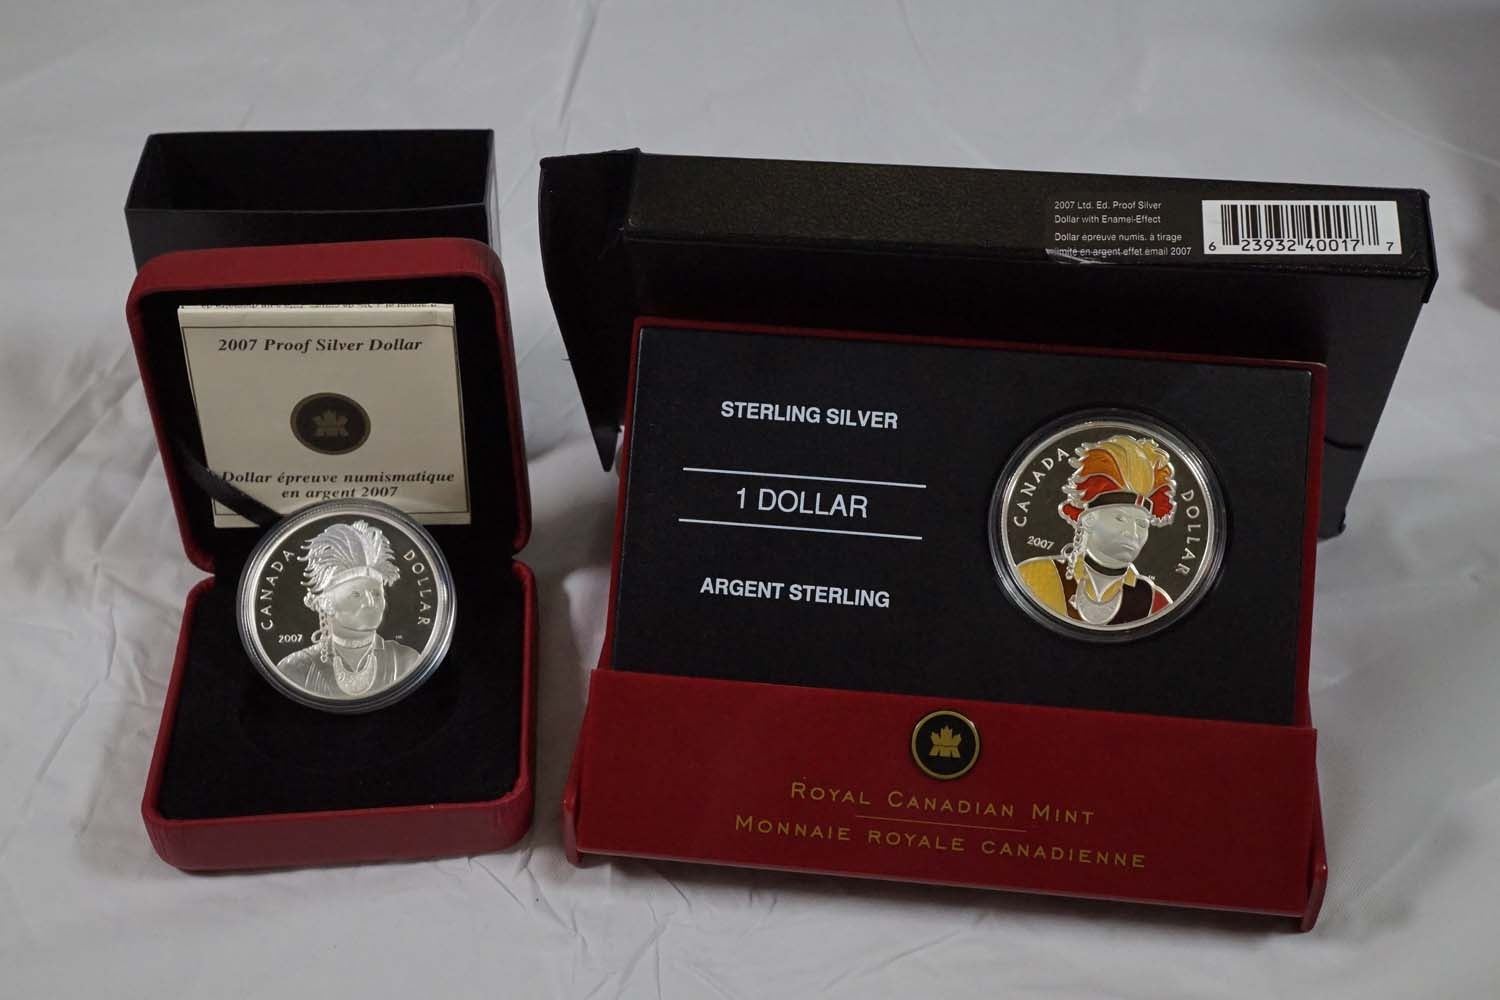 2007 Proof Silver Dollar
Dollar épreuve numismatique
en argent 2007
CANADA
DOLLAR
2007
2007 Ltd. Ed. Proof Silver
Dollar with Enamel-Effect
Dollar épreuve numis. à tirage
limité en argent effet email 2007
6 23932 40017 7
STERLING SILVER
1 DOLLAR
ARGENT STERLING
CANADA
DOLLAR
2007
ROYAL CANADIAN MINT
MONNAIE ROYALE CANADIENNE